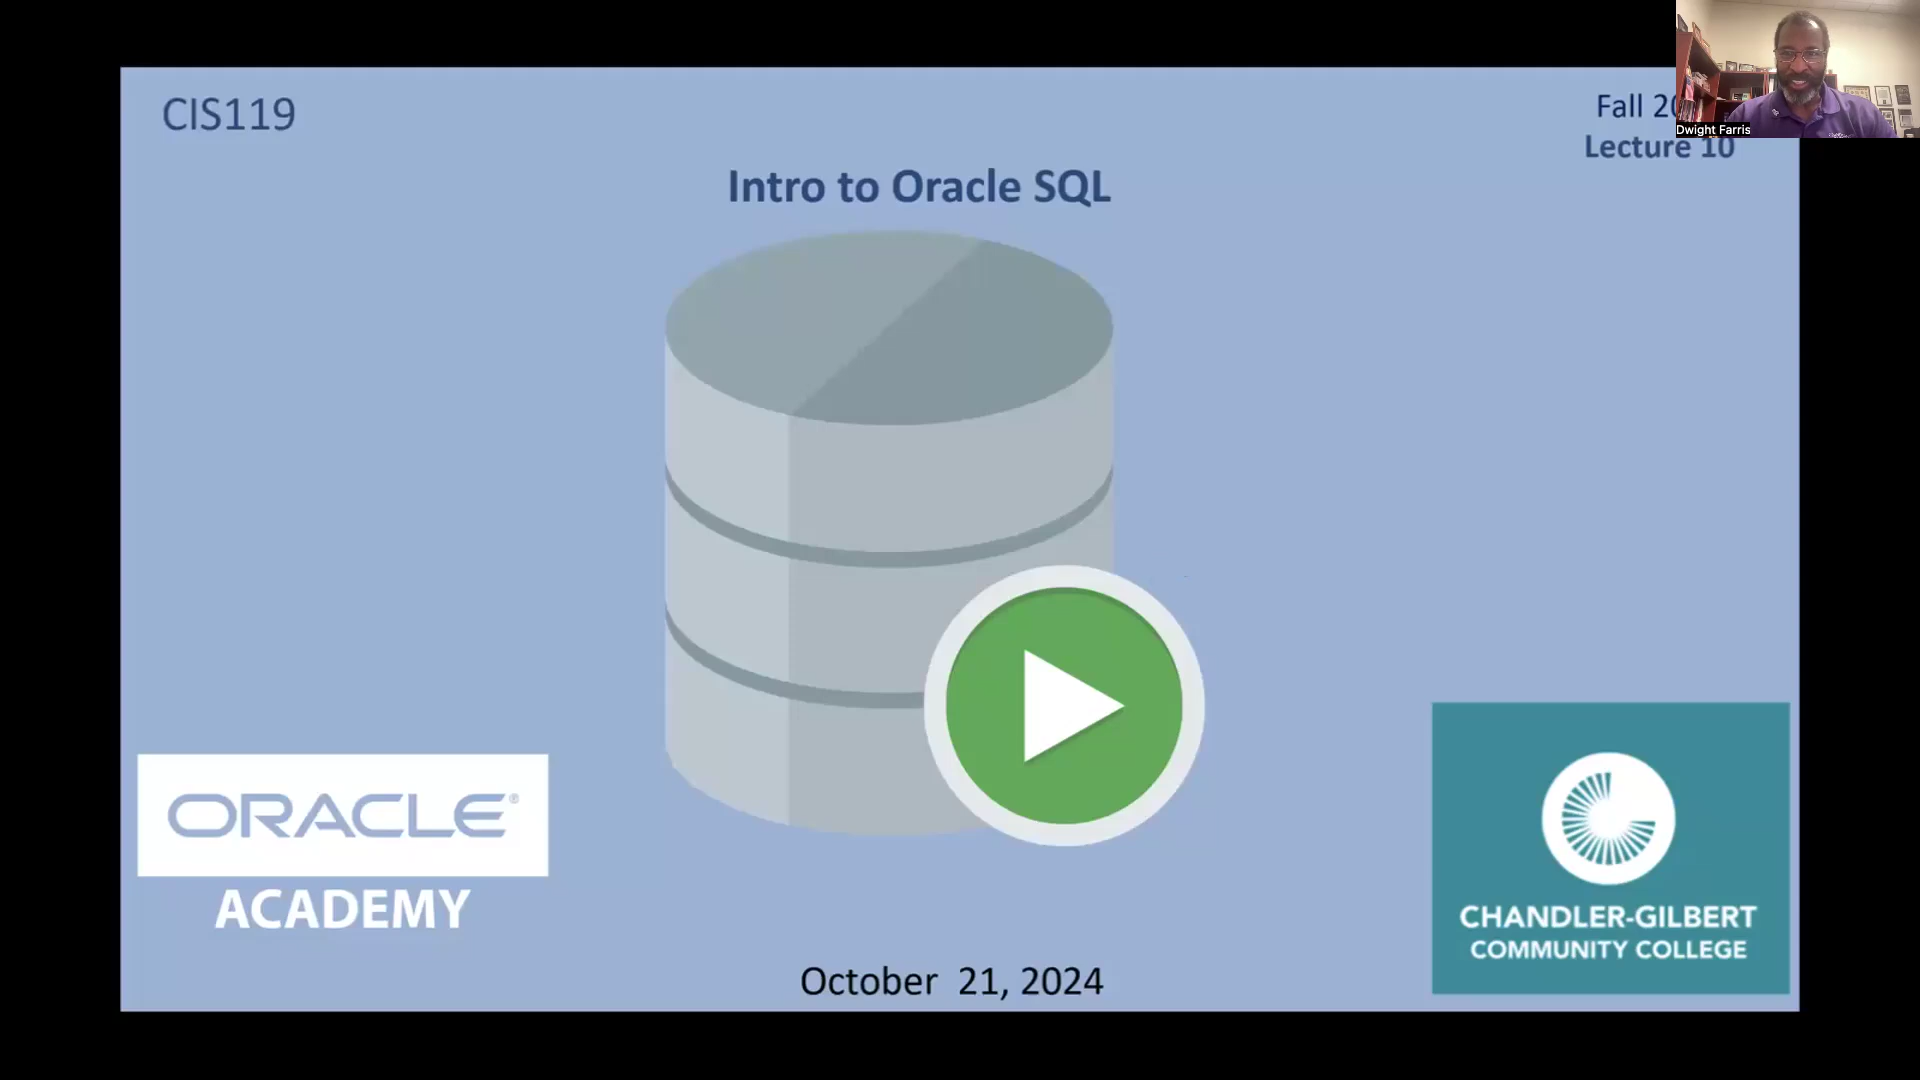 CIS119
Fall 20
Dwight Farris
Lecture 10
Intro to Oracle SQL
ORACLE®
ACADEMY
CHANDLER-GILBERT
COMMUNITY COLLEGE
October 21, 2024